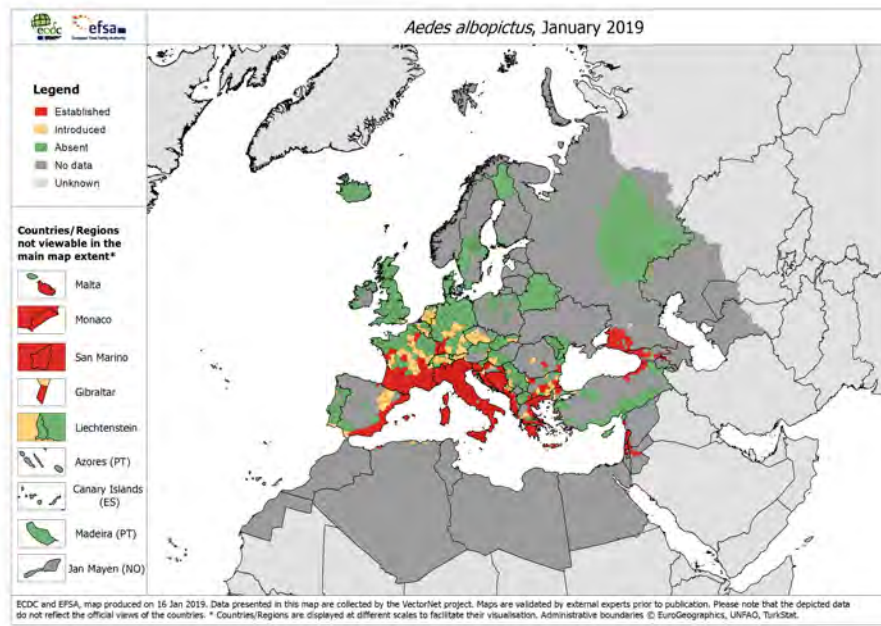 ecdc
efsa
European Food Safety Authority
Aedes albopictus, January 2019
Legend
Established
Introduced
Absent
No data
Unknown
Countries/Regions
not viewable in the
main map extent*
Malta
Monaco
San Marino
Gibraltar
Liechtenstein
Azores (PT)
Canary Islands
(ES)
Madeira (PT)
Jan Mayen (NO)
ECDC and EFSA, map produced on 16 Jan 2019. Data presented in this map are collected by the VectorNet project. Maps are validated by external experts prior to publication. Please note that the depicted data
do not reflect the official views of the countries. * Countries/Regions are displayed at different scales to facilitate their visualisation. Administrative boundaries © EuroGeographics, UNFAO, TurkStat.